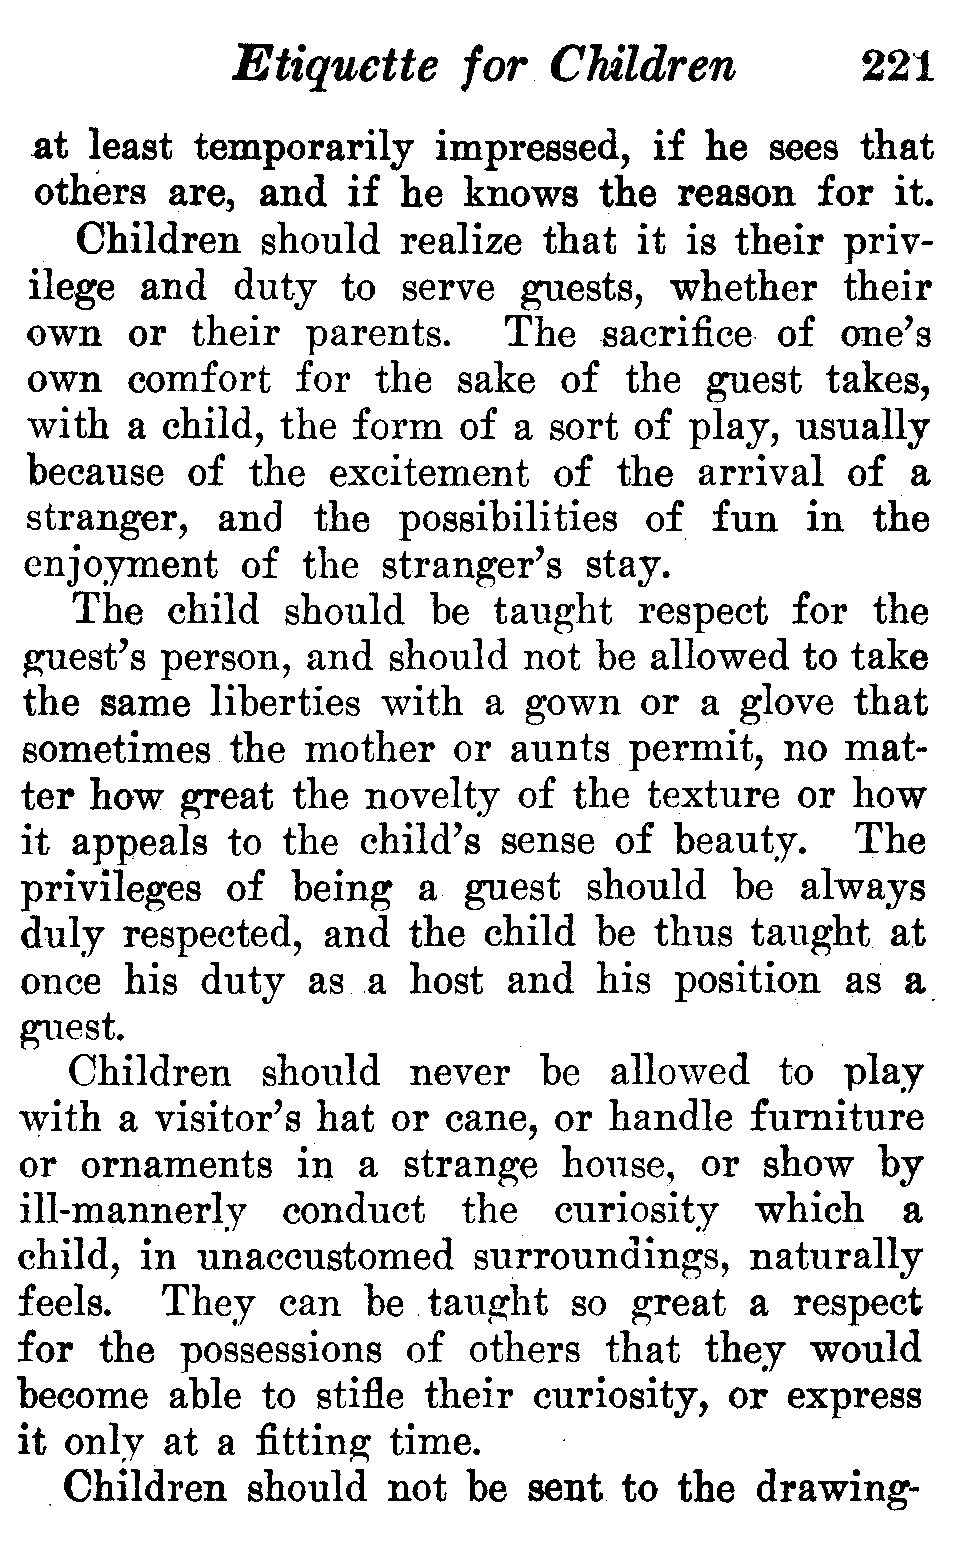 Etiquette for Children 221
at least temporarily impressed, if he sees that
others are, and if he knows the reason for it.
Children should realize that it is their priv-
ilege and duty to serve guests, whether their
own or their parents. The sacrifice of one's
own comfort for the sake of the guest takes,
with a child, the form of a sort of play, usually
because of the excitement of the arrival of a
stranger, and the possibilities of fun in the
enjoyment of the stranger's stay.
The child should be taught respect for the
guest's person, and should not be allowed to take
the same liberties with a gown or a glove that
sometimes the mother or aunts permit, no mat-
ter how great the novelty of the texture or how
it appeals to the child's sense of beauty. The
privileges of being a guest should be always
duly respected, and the child be thus taught at
once his duty as a host and his position as a
guest.
Children should never be allowed to play
with a visitor's hat or cane, or handle furniture
or ornaments in a strange house, or show by
ill-mannerly conduct the curiosity which a
child, in unaccustomed surroundings, naturally
feels. They can be taught so great a respect
for the possessions of others that they would
become able to stifle their curiosity, or express
it only at a fitting time.
Children should not be sent to the drawing-